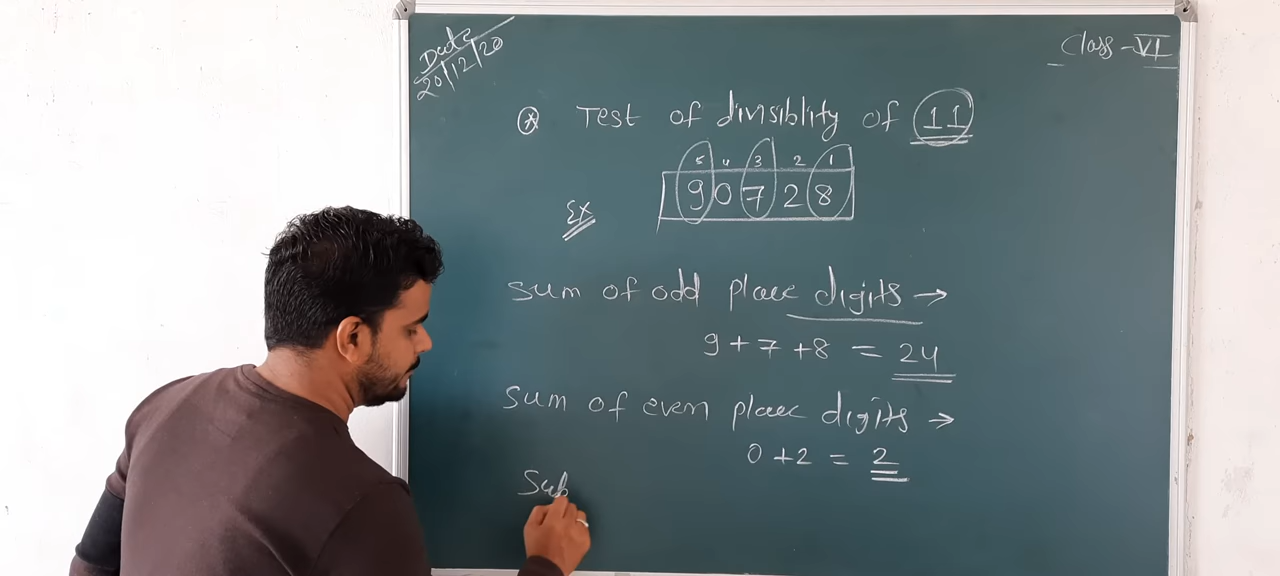 Date
20/12/20
Class - VI
* Test of divisiblity of 11
5 4 3 2 1
Ex 9 0 7 2 8
Sum of odd place digits →
9 + 7 + 8 = 24
Sum of even place digits →
0 + 2 = 2
Sub